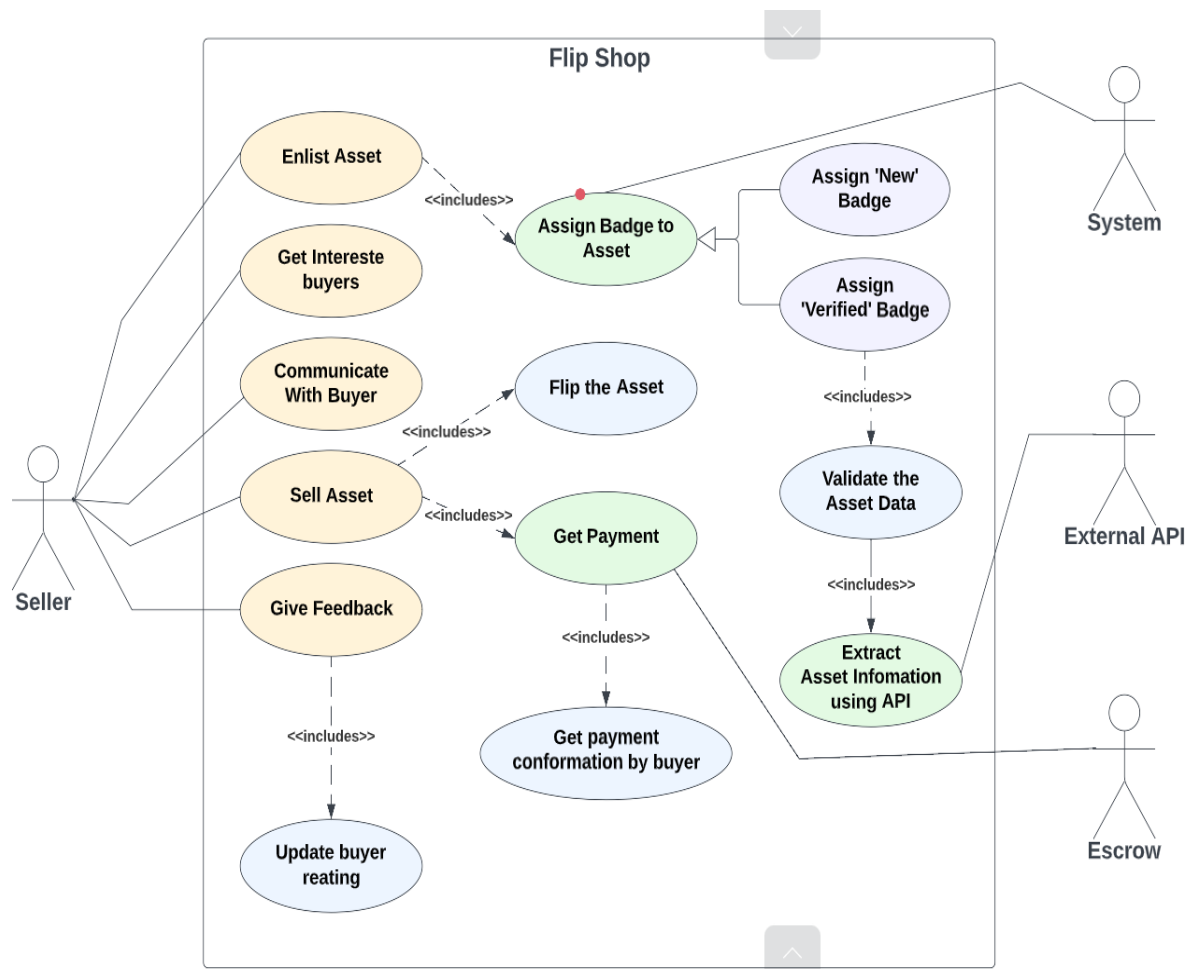 Flip Shop
Enlist Asset
<<includes>>
Assign Badge to
Asset
Assign 'New'
Badge
System
Get Intereste
buyers
Assign
'Verified' Badge
Communicate
With Buyer
Flip the Asset
<<includes>>
<<includes>>
Sell Asset
<<includes>>
Get Payment
Validate the
Asset Data
External API
Seller
Give Feedback
<<includes>>
<<includes>>
Extract
Asset Infomation
using API
<<includes>>
Get payment
conformation by buyer
Update buyer
reating
Escrow